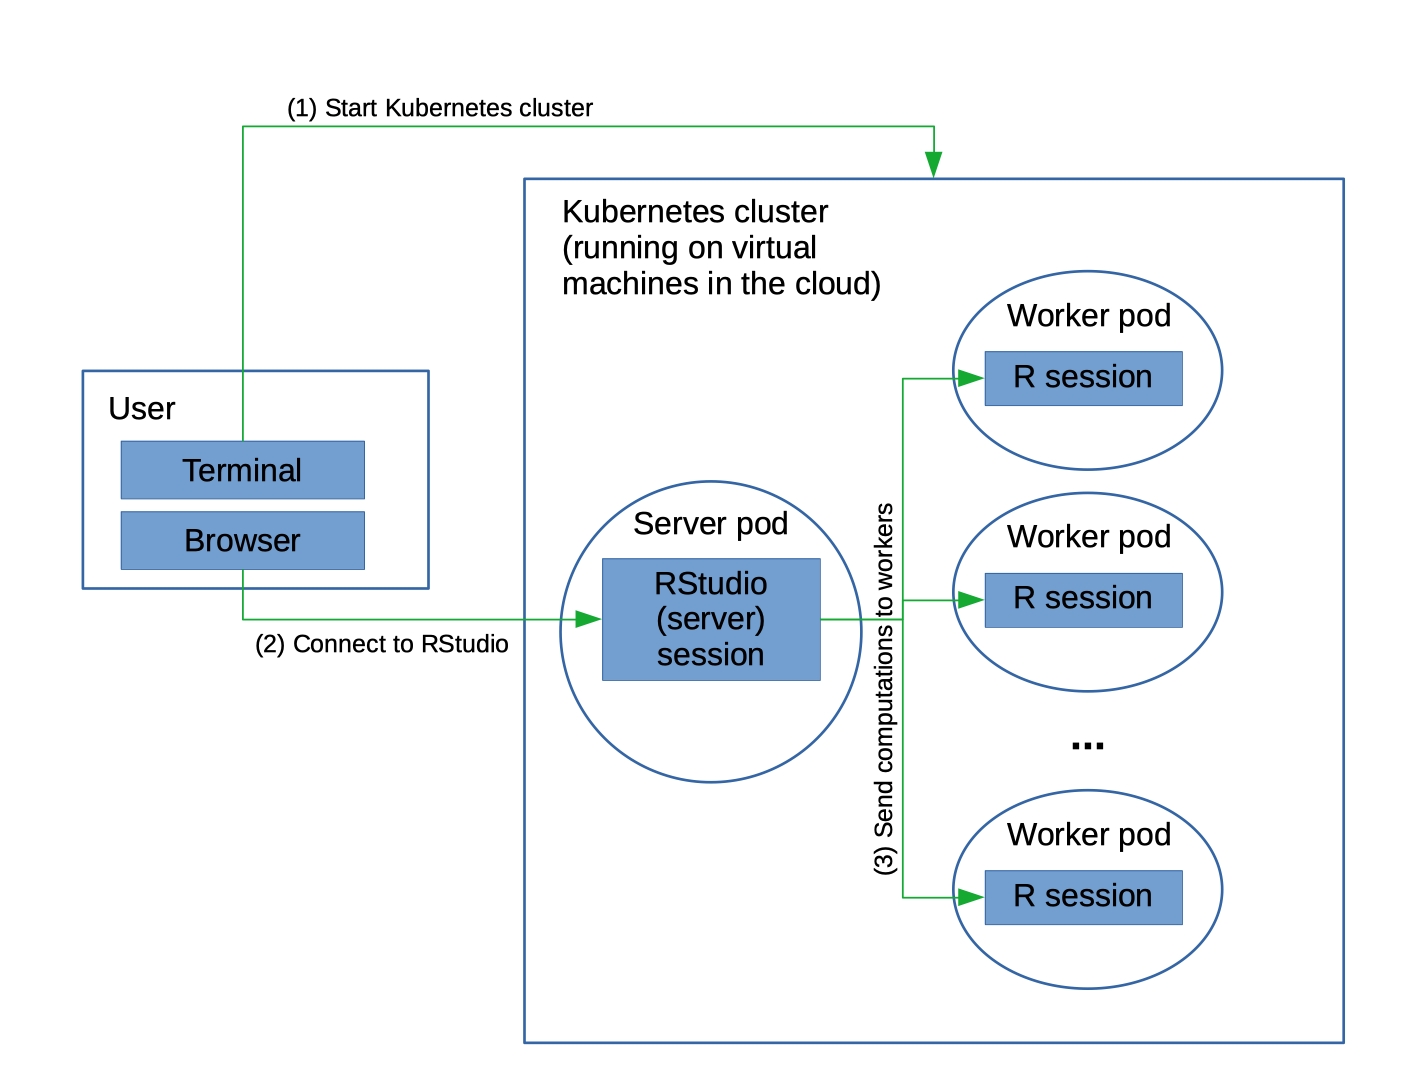 (1) Start Kubernetes cluster
Kubernetes cluster
(running on virtual
machines in the cloud)
User
Terminal
Browser
(2) Connect to RStudio
Server pod
RStudio
(server)
session
(3) Send computations to workers
Worker pod
R session
Worker pod
R session
...
Worker pod
R session